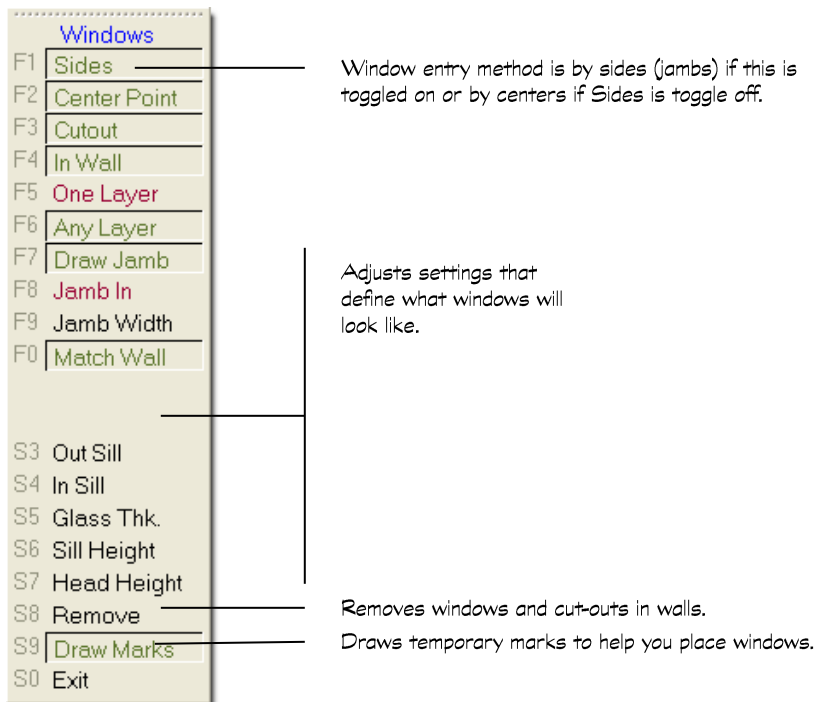 Windows
F1 Sides
F2 Center Point
F3 Cutout
F4 In Wall
F5 One Layer
F6 Any Layer
F7 Draw Jamb
F8 Jamb In
F9 Jamb Width
F0 Match Wall
S3 Out Sill
S4 In Sill
S5 Glass Thk.
S6 Sill Height
S7 Head Height
S8 Remove
S9 Draw Marks
S0 Exit
Window entry method is by sides (jambs) if this is
toggled on or by centers if Sides is toggle off.
Adjusts settings that
define what windows will
look like.
Removes windows and cut-outs in walls.
Draws temporary marks to help you place windows.